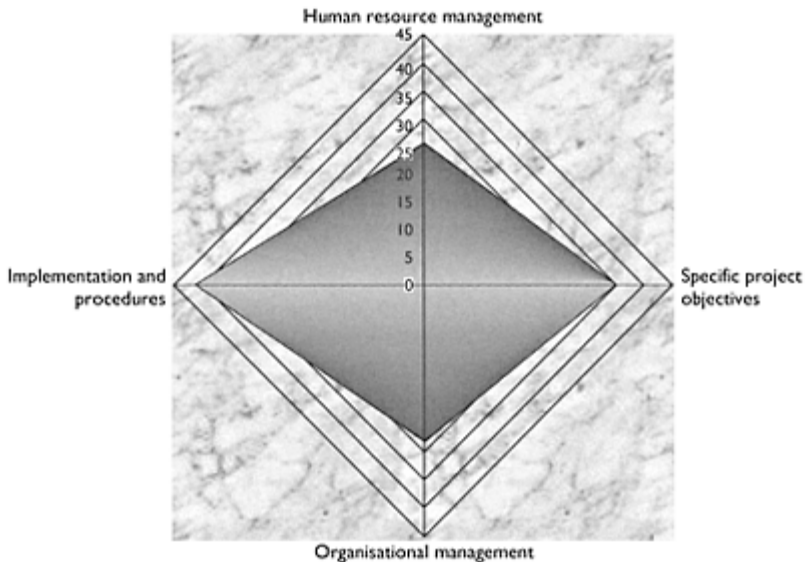 Human resource management
45
40
35
30
25
20
15
10
5
0
Implementation and
procedures
Specific project
objectives
Organisational management